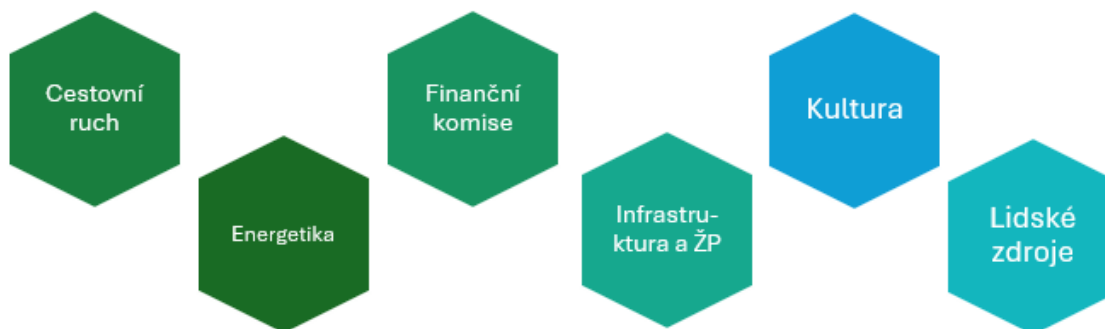 Cestovní
ruch
Energetika
Finanční
komise
Infrastru-
ktura a ŽP
Kultura
Lidské
zdroje